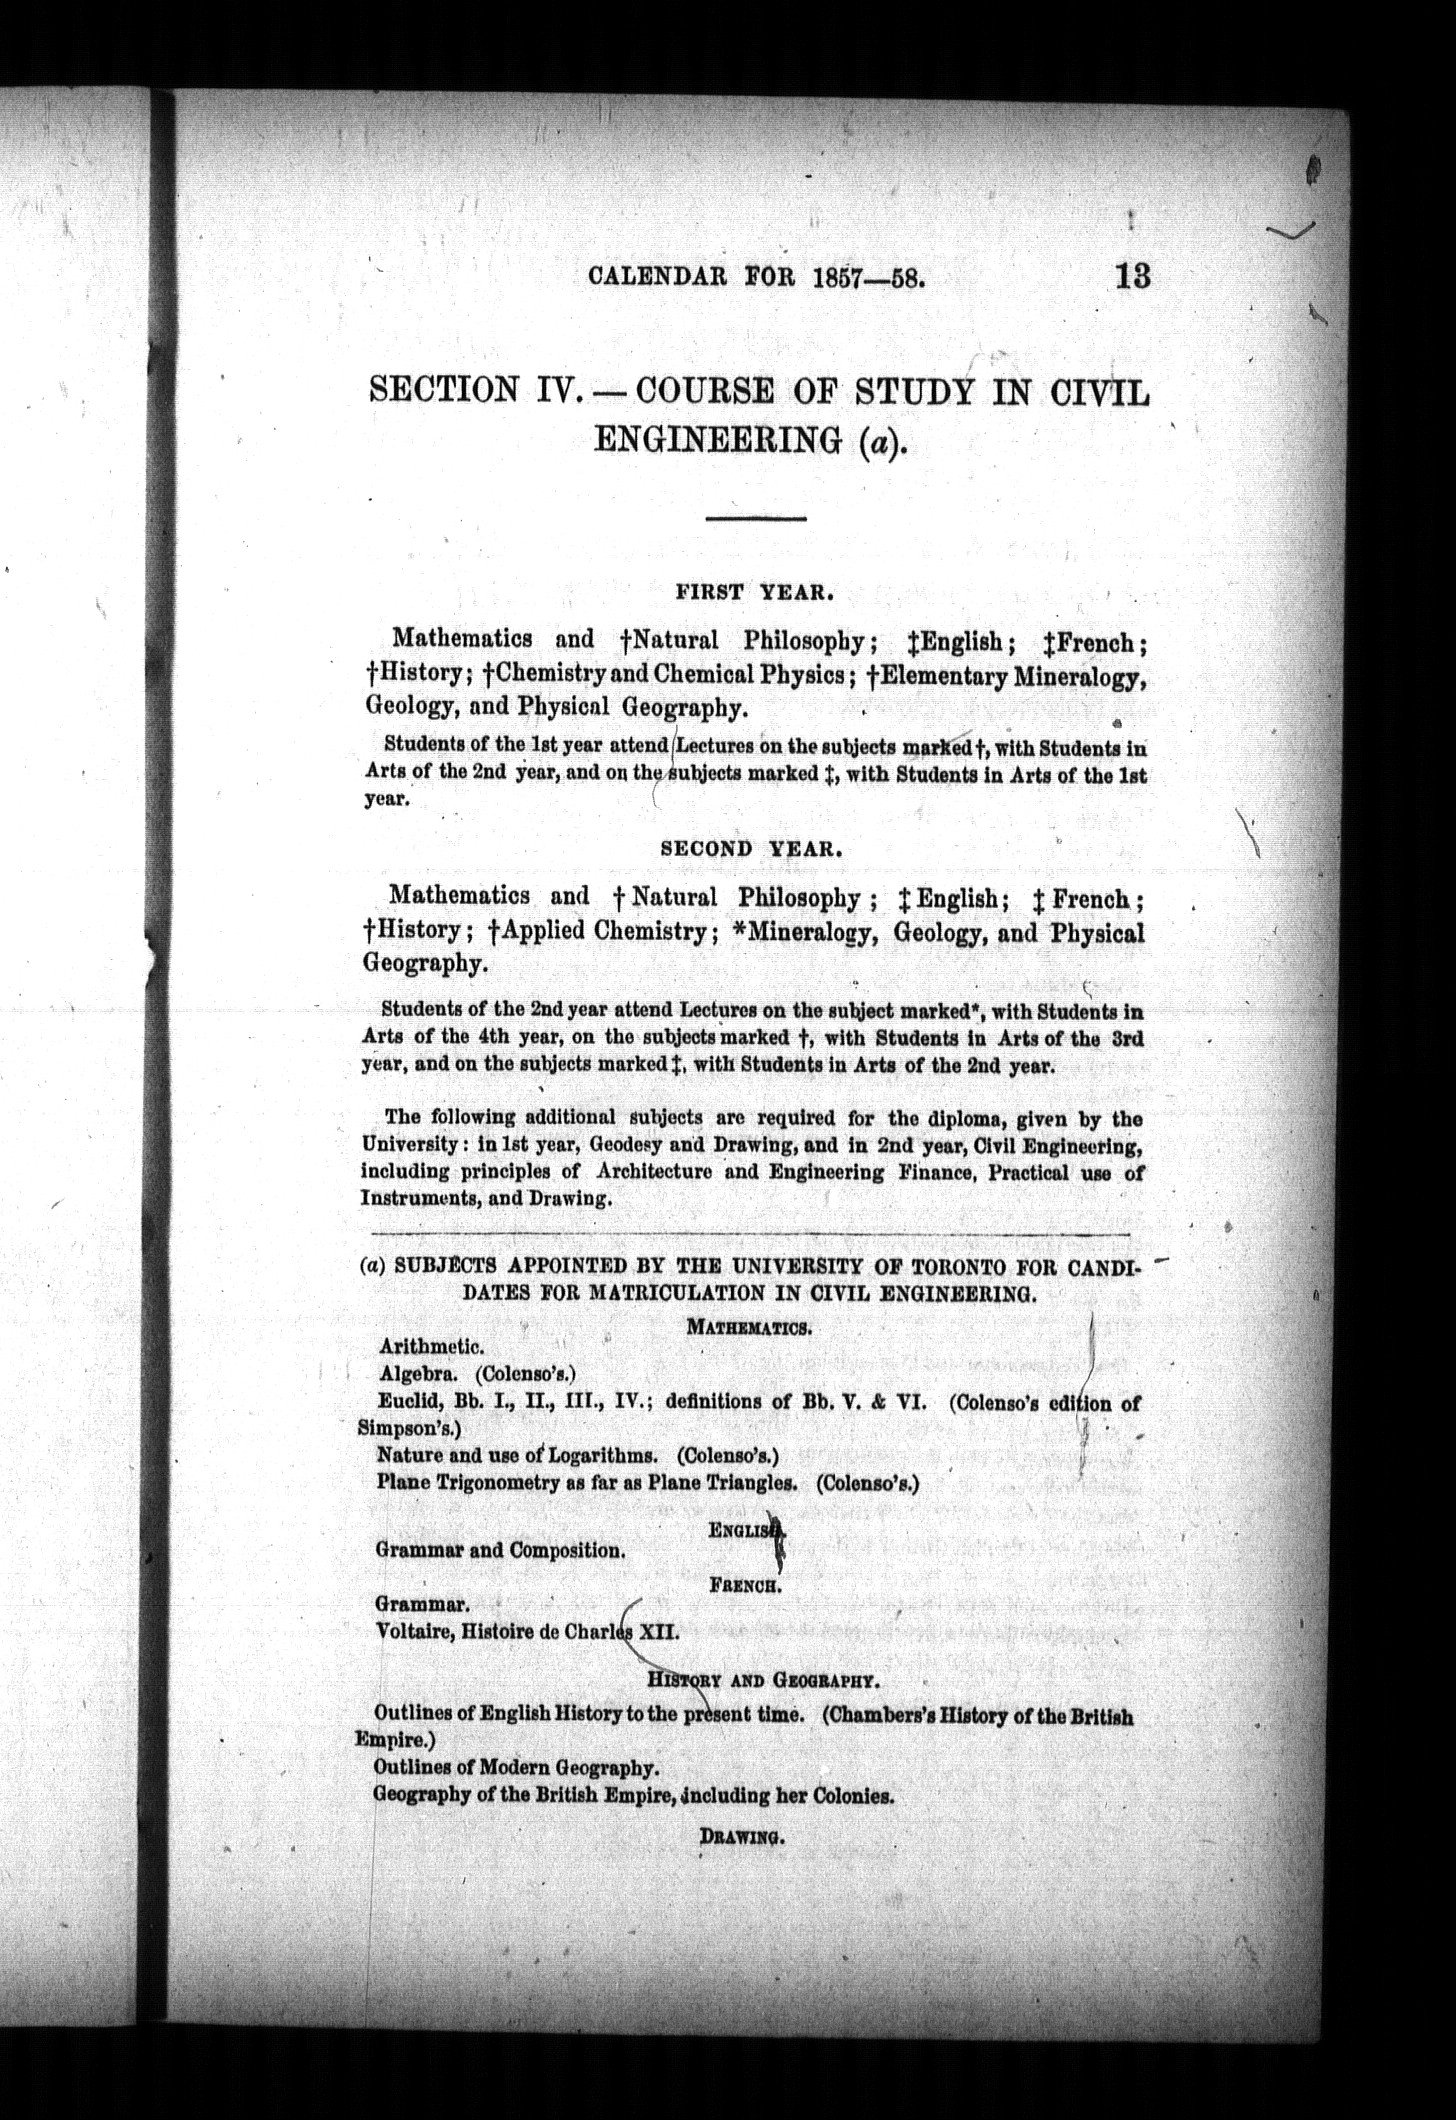 CALENDAR FOR 1857—58. 13
SECTION IV. — COURSE OF STUDY IN CIVIL
ENGINEERING (a).
FIRST YEAR.
Mathematics and †Natural Philosophy; ‡English; ‡French;
†History; †Chemistry and Chemical Physics; †Elementary Mineralogy,
Geology, and Physical Geography.
Students of the 1st year attend Lectures on the subjects marked †, with Students in
Arts of the 2nd year, and on the subjects marked ‡, with Students in Arts of the 1st
year.
SECOND YEAR.
Mathematics and † Natural Philosophy ; ‡ English; ‡ French ;
†History; †Applied Chemistry; *Mineralogy, Geology, and Physical
Geography.
Students of the 2nd year attend Lectures on the subject marked*, with Students in
Arts of the 4th year, on the subjects marked †, with Students in Arts of the 3rd
year, and on the subjects marked ‡, with Students in Arts of the 2nd year.
The following additional subjects are required for the diploma, given by the
University: in 1st year, Geodesy and Drawing, and in 2nd year, Civil Engineering,
including principles of Architecture and Engineering Finance, Practical use of
Instruments, and Drawing.
(a) SUBJECTS APPOINTED BY THE UNIVERSITY OF TORONTO FOR CANDI-
DATES FOR MATRICULATION IN CIVIL ENGINEERING.
MATHEMATICS.
Arithmetic.
Algebra. (Colenso's.)
Euclid, Bb. I., II., III., IV.; definitions of Bb. V. & VI. (Colenso's edition of
Simpson's.)
Nature and use of Logarithms. (Colenso's.)
Plane Trigonometry as far as Plane Triangles. (Colenso's.)
ENGLISH.
Grammar and Composition.
FRENCH.
Grammar.
Voltaire, Histoire de Charles XII.
HISTORY AND GEOGRAPHY.
Outlines of English History to the present time. (Chambers's History of the British
Empire.)
Outlines of Modern Geography.
Geography of the British Empire, including her Colonies.
DRAWING.